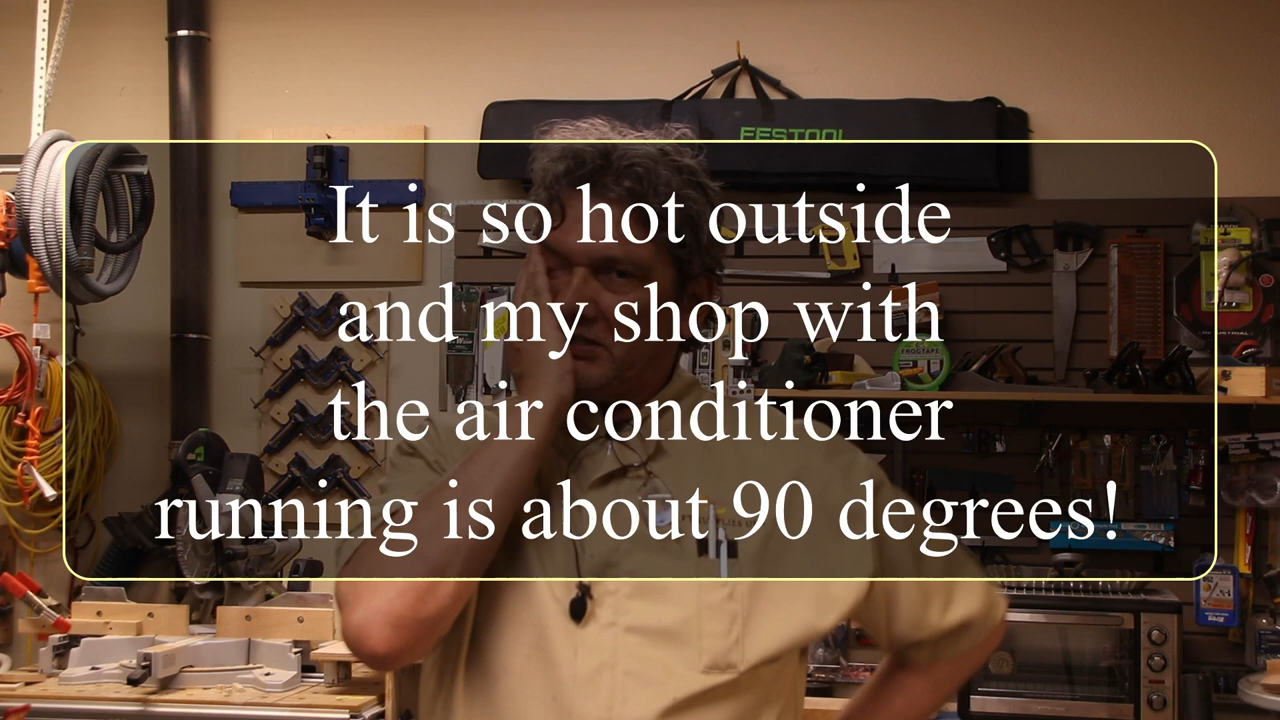 FESTOOL
It is so hot outside
and my shop with
the air conditioner
running is about 90 degrees!
FROGTAPE